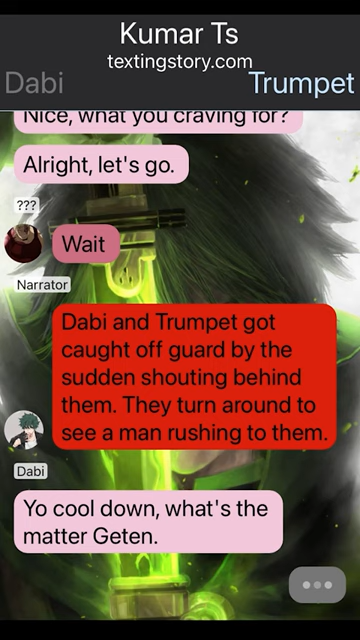 Kumar Ts
textingstory.com
Dabi
Trumpet
Nice, what you craving for?
Alright, let's go.
???
Wait
Narrator
Dabi and Trumpet got
caught off guard by the
sudden shouting behind
them. They turn around to
see a man rushing to them.
Dabi
Yo cool down, what's the
matter Geten.